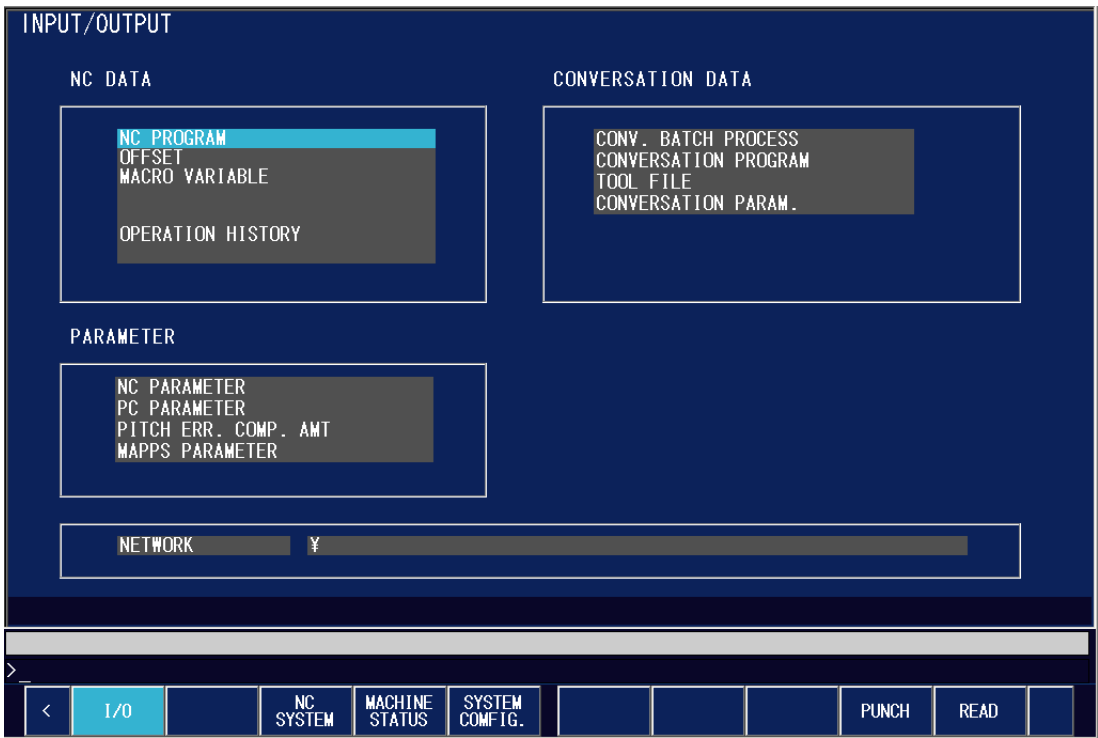 INPUT/OUTPUT
NC DATA
NC PROGRAM
OFFSET
MACRO VARIABLE
OPERATION HISTORY
CONVERSATION DATA
CONV. BATCH PROCESS
CONVERSATION PROGRAM
TOOL FILE
CONVERSATION PARAM.
PARAMETER
NC PARAMETER
PC PARAMETER
PITCH ERR. COMP. AMT
MAPPS PARAMETER
NETWORK ¥
>_
< I/O
NC
SYSTEM
MACHINE
STATUS
SYSTEM
COMFIG.
PUNCH
READ